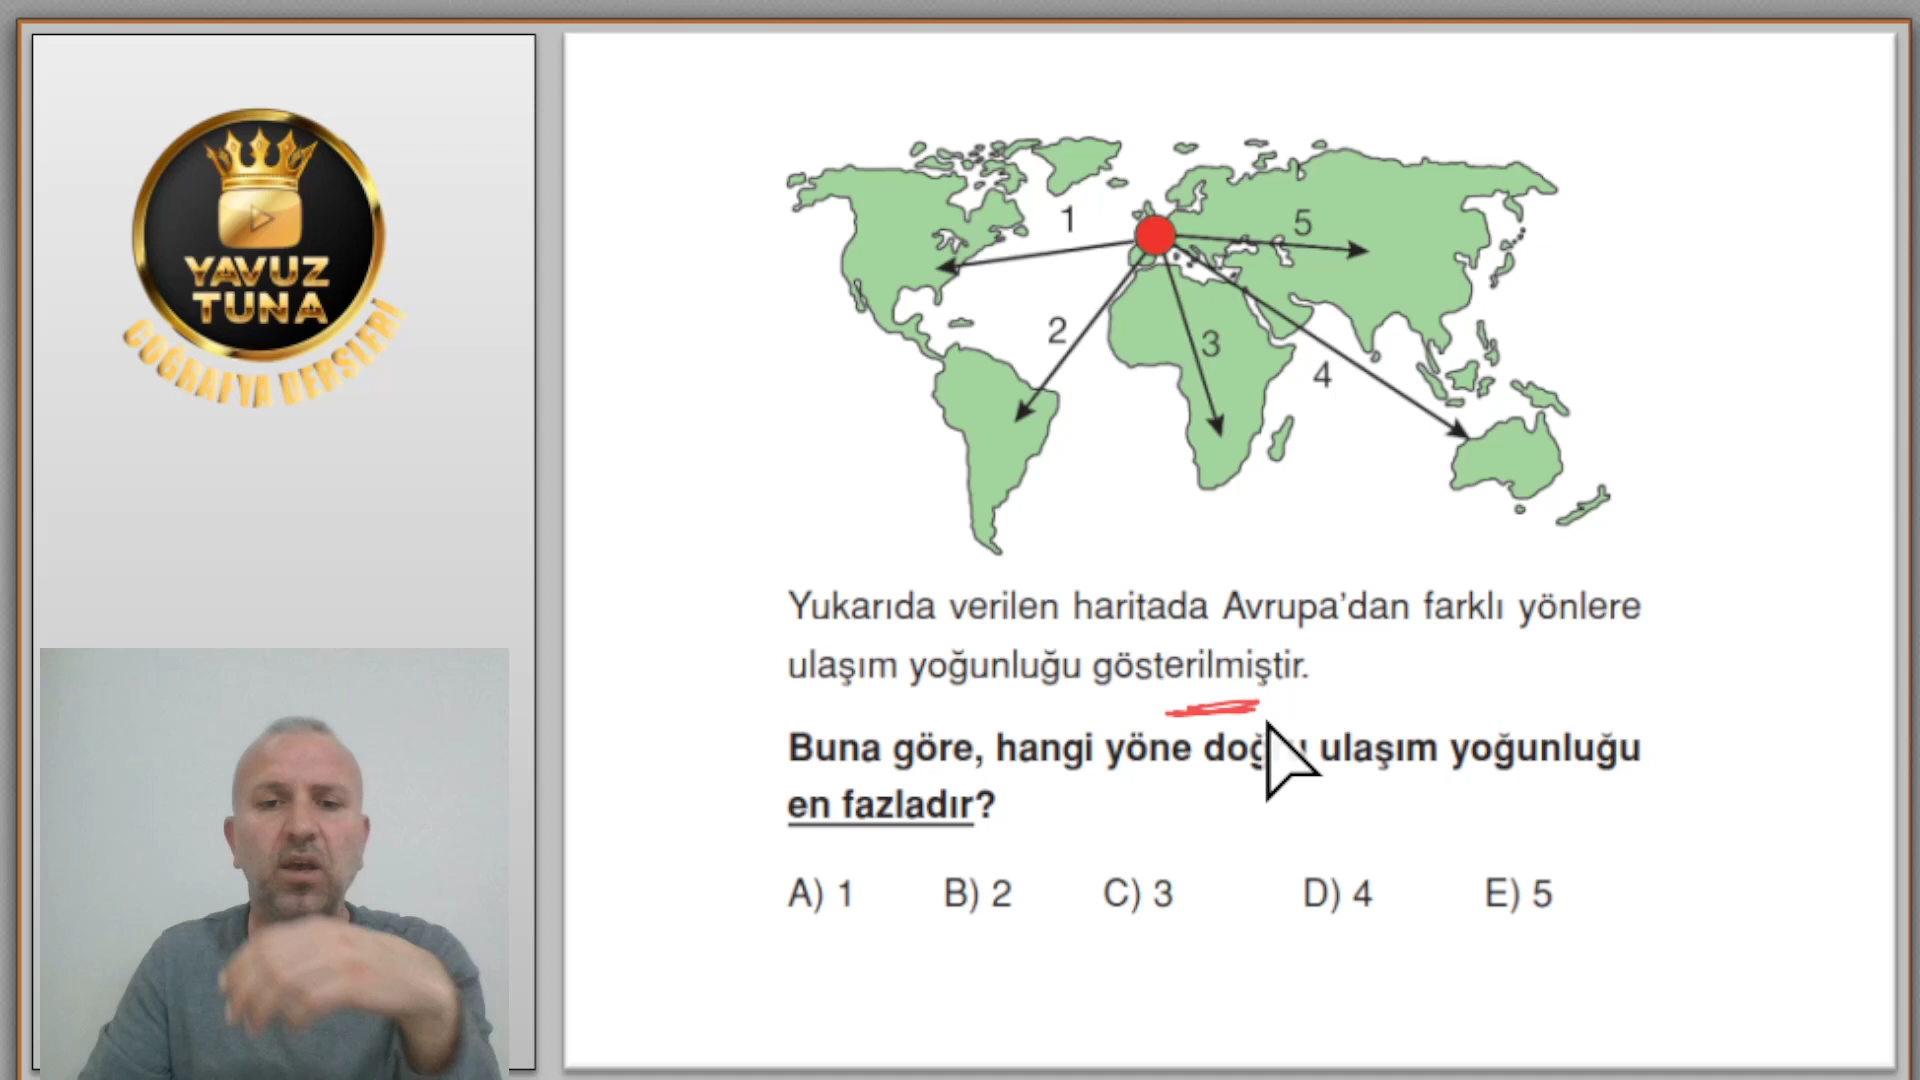 YAVUZ
TUNA
COĞRAFYA DERSLERİ
1
5
2
3
4
Yukarıda verilen haritada Avrupa’dan farklı yönlere
ulaşım yoğunluğu gösterilmiştir.
Buna göre, hangi yöne ulaşım yoğunluğu
en fazladır?
A) 1 B) 2 C) 3 D) 4 E) 5